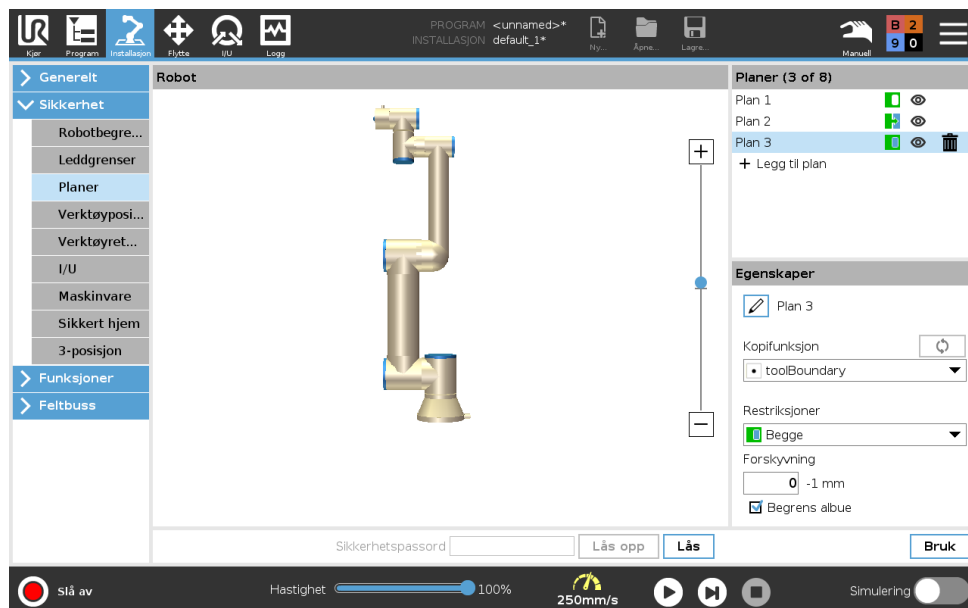 PROGRAM <unnamed>*
INSTALLASJON default_1*
Kjør
Program
Installasjon
Flytte
I/U
Logg
Ny...
Åpne...
Lagre...
Manuell
B 2
9 0
Generelt
Sikkerhet
Robotbegre...
Leddgrenser
Planer
Verktøyposi...
Verktøyret...
I/U
Maskinvare
Sikkert hjem
3-posisjon
Funksjoner
Feltbuss
Robot
Planer (3 of 8)
Plan 1
Plan 2
Plan 3
+ Legg til plan
Egenskaper
Plan 3
Kopifunksjon
toolBoundary
Restriksjoner
Begge
Forskyvning
0 -1 mm
Begrens albue
Sikkerhetspassord
Lås opp
Lås
Bruk
Slå av
Hastighet
100%
250mm/s
Simulering